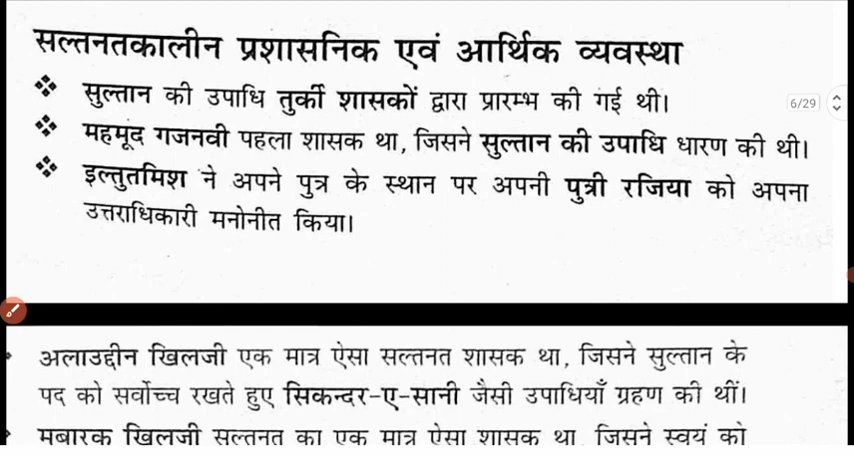 सल्तनतकालीन प्रशासनिक एवं आर्थिक व्यवस्था
सुल्तान की उपाधि तुर्की शासकों द्वारा प्रारम्भ की गई थी।
6/29
महमूद गजनवी पहला शासक था, जिसने सुल्तान की उपाधि धारण की थी।
इल्तुतमिश ने अपने पुत्र के स्थान पर अपनी पुत्री रजिया को अपना
उत्तराधिकारी मनोनीत किया।
अलाउद्दीन खिलजी एक मात्र ऐसा सल्तनत शासक था, जिसने सुल्तान के
पद को सर्वोच्च रखते हुए सिकन्दर-ए-सानी जैसी उपाधियाँ ग्रहण की थीं।
मुबारक खिलजी सल्तनत का एक मात्र ऐसा शासक था जिसने स्वयं को